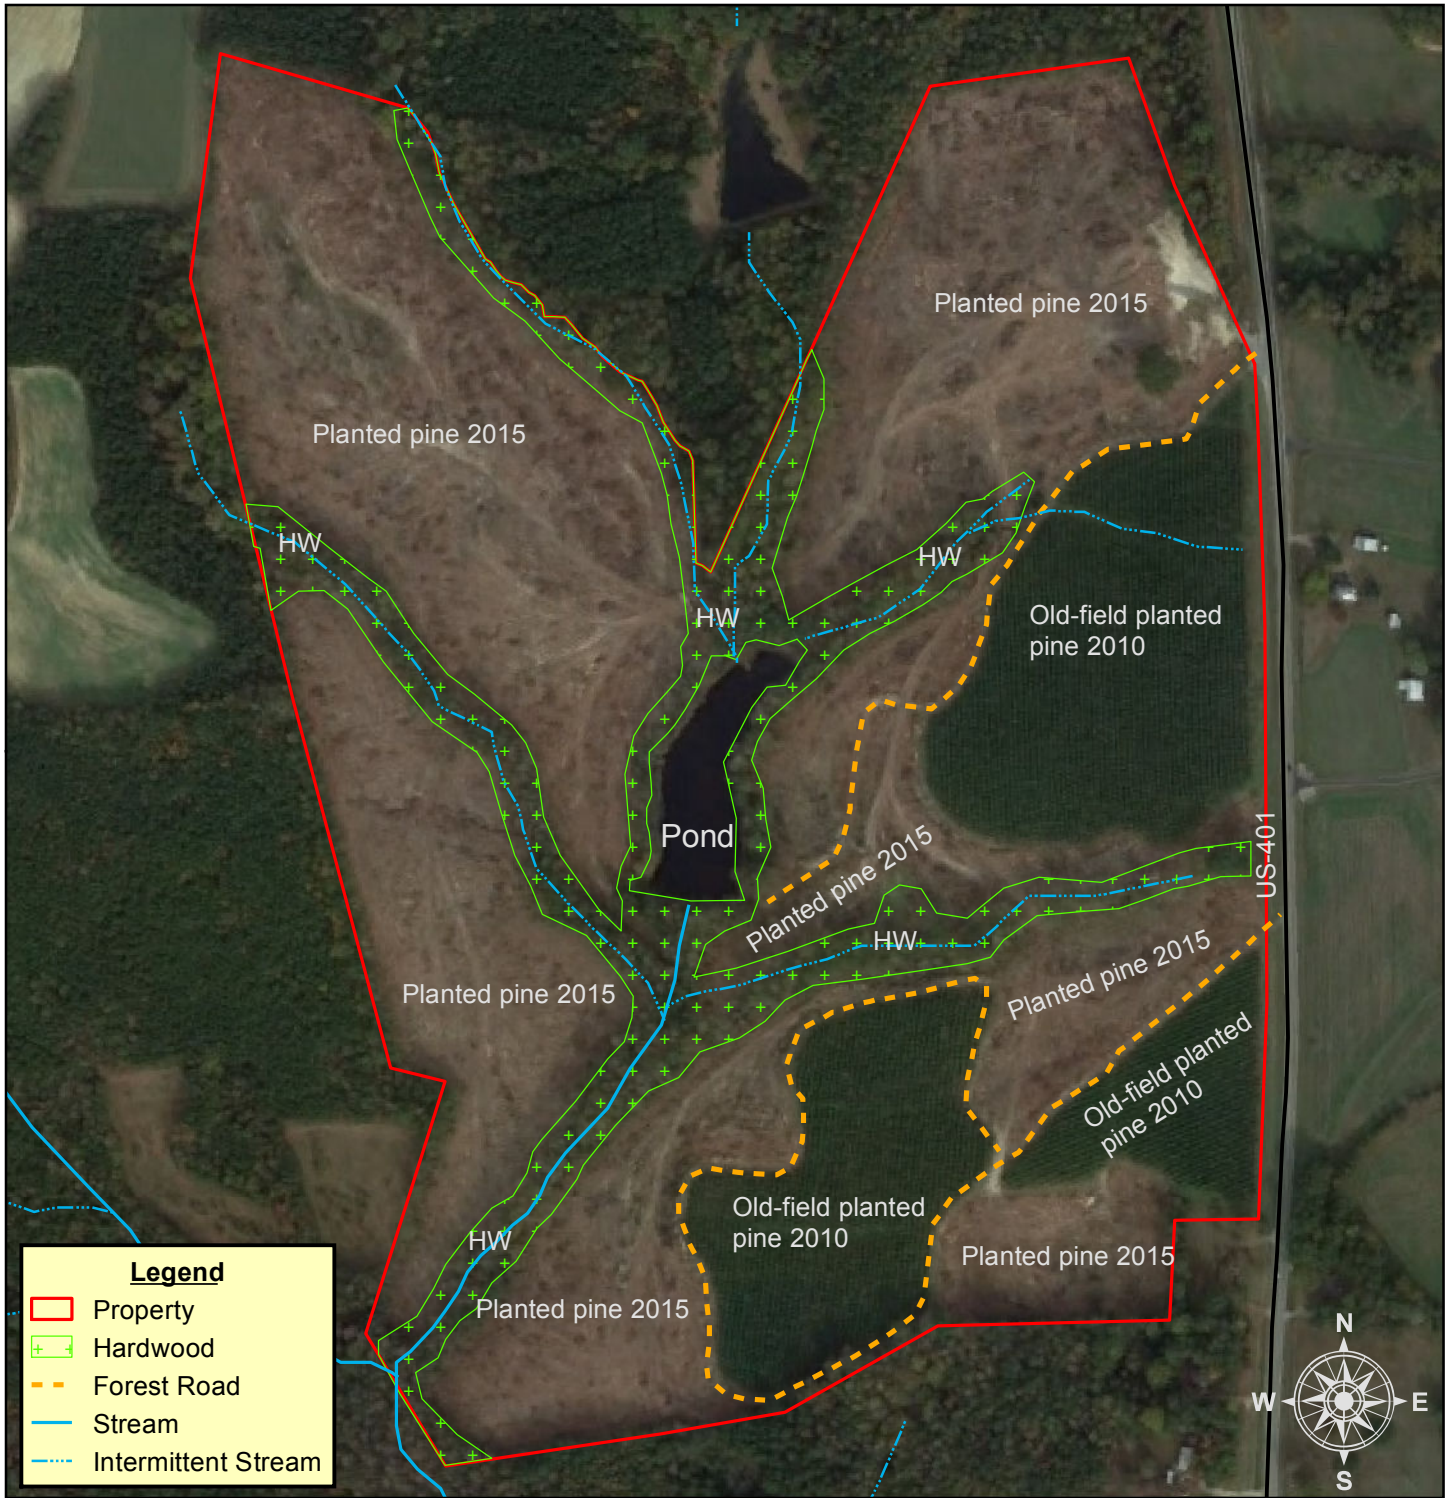 Planted pine 2015
Planted pine 2015
HW
HW
HW
Old-field planted
pine 2010
Pond
Planted pine 2015
US-401
HW
Planted pine 2015
Planted pine 2015
Old-field planted
pine 2010
Old-field planted
pine 2010
HW
Planted pine 2015
Planted pine 2015
Legend
Property
Hardwood
Forest Road
Stream
Intermittent Stream
N
W E
S